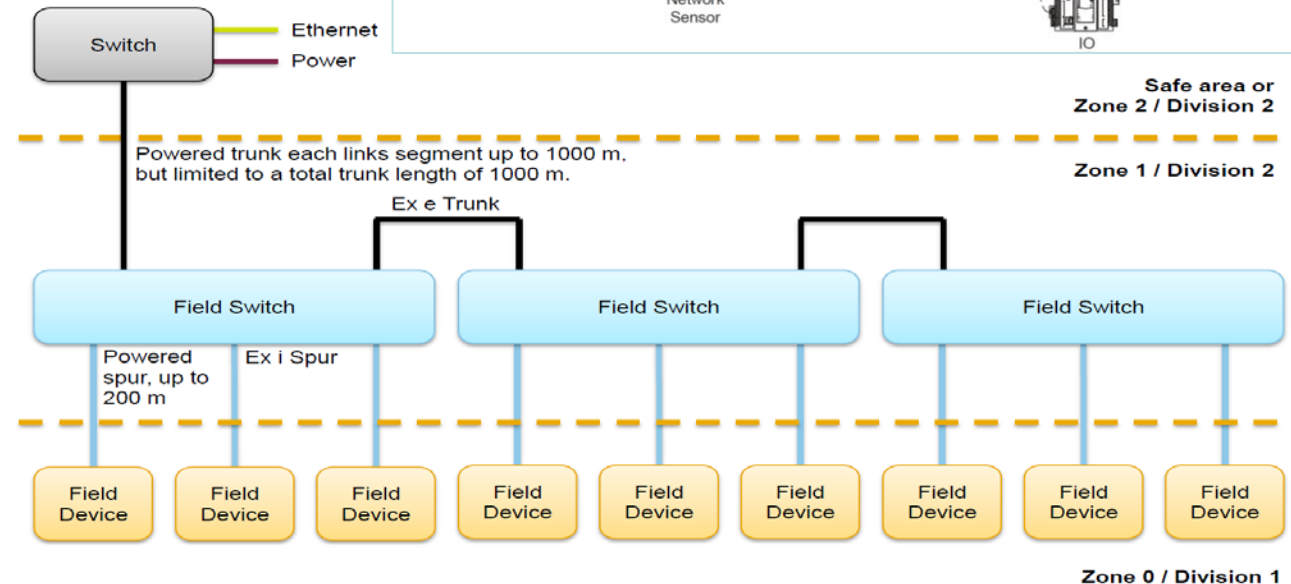 Network
Sensor
IO
Switch
Ethernet
Power
Safe area or
Zone 2 / Division 2
Powered trunk each links segment up to 1000 m,
but limited to a total trunk length of 1000 m.
Zone 1 / Division 2
Ex e Trunk
Field Switch
Field Switch
Field Switch
Powered
spur, up to
200 m
Ex i Spur
Field
Device
Field
Device
Field
Device
Field
Device
Field
Device
Field
Device
Field
Device
Field
Device
Field
Device
Zone 0 / Division 1